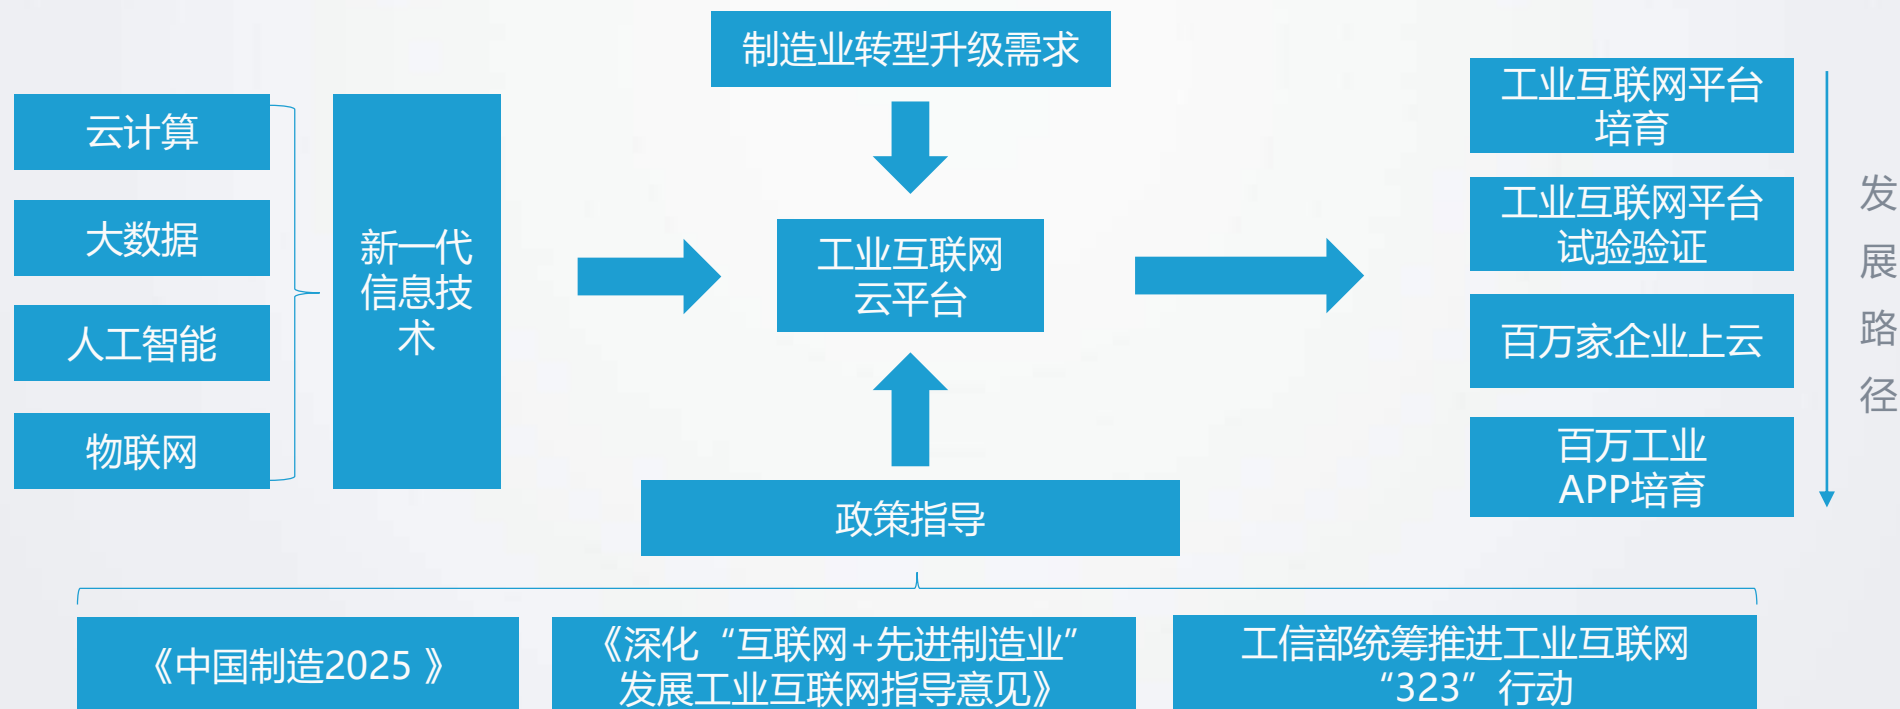 制造业转型升级需求
云计算
大数据
人工智能
物联网
新一代
信息技
术
工业互联网
云平台
政策指导
工业互联网平台
培育
工业互联网平台
试验验证
百万家企业上云
百万工业
APP培育
发
展
路
径
《中国制造2025 》
《深化“互联网+先进制造业”
发展工业互联网指导意见》
工信部统筹推进工业互联网
“323”行动